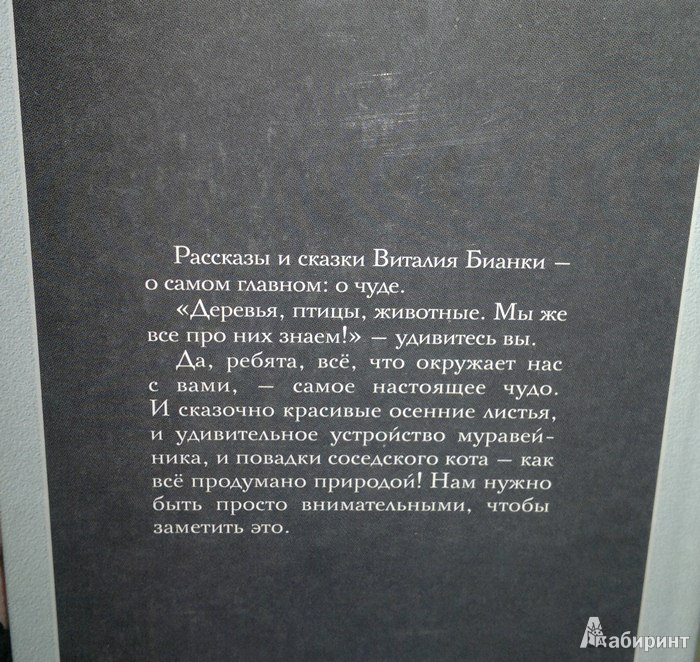 Рассказы и сказки Виталия Бианки –
о самом главном: о чуде.
«Деревья, птицы, животные. Мы же
все про них знаем!» – удивитесь вы.
Да, ребята, всё, что окружает нас
с вами, – самое настоящее чудо.
И сказочно красивые осенние листья,
и удивительное устройство муравей-
ника, и повадки соседского кота – как
всё продумано природой! Нам нужно
быть просто внимательными, чтобы
заметить это.
Лабиринт